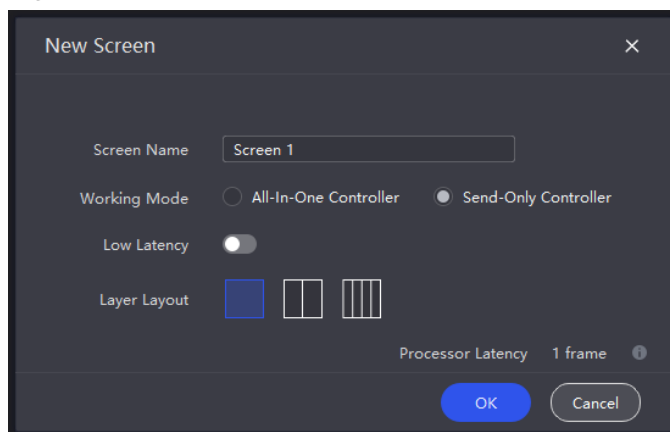 New Screen
Screen Name Screen 1
Working Mode All-In-One Controller Send-Only Controller
Low Latency
Layer Layout
Processor Latency 1 frame
OK Cancel